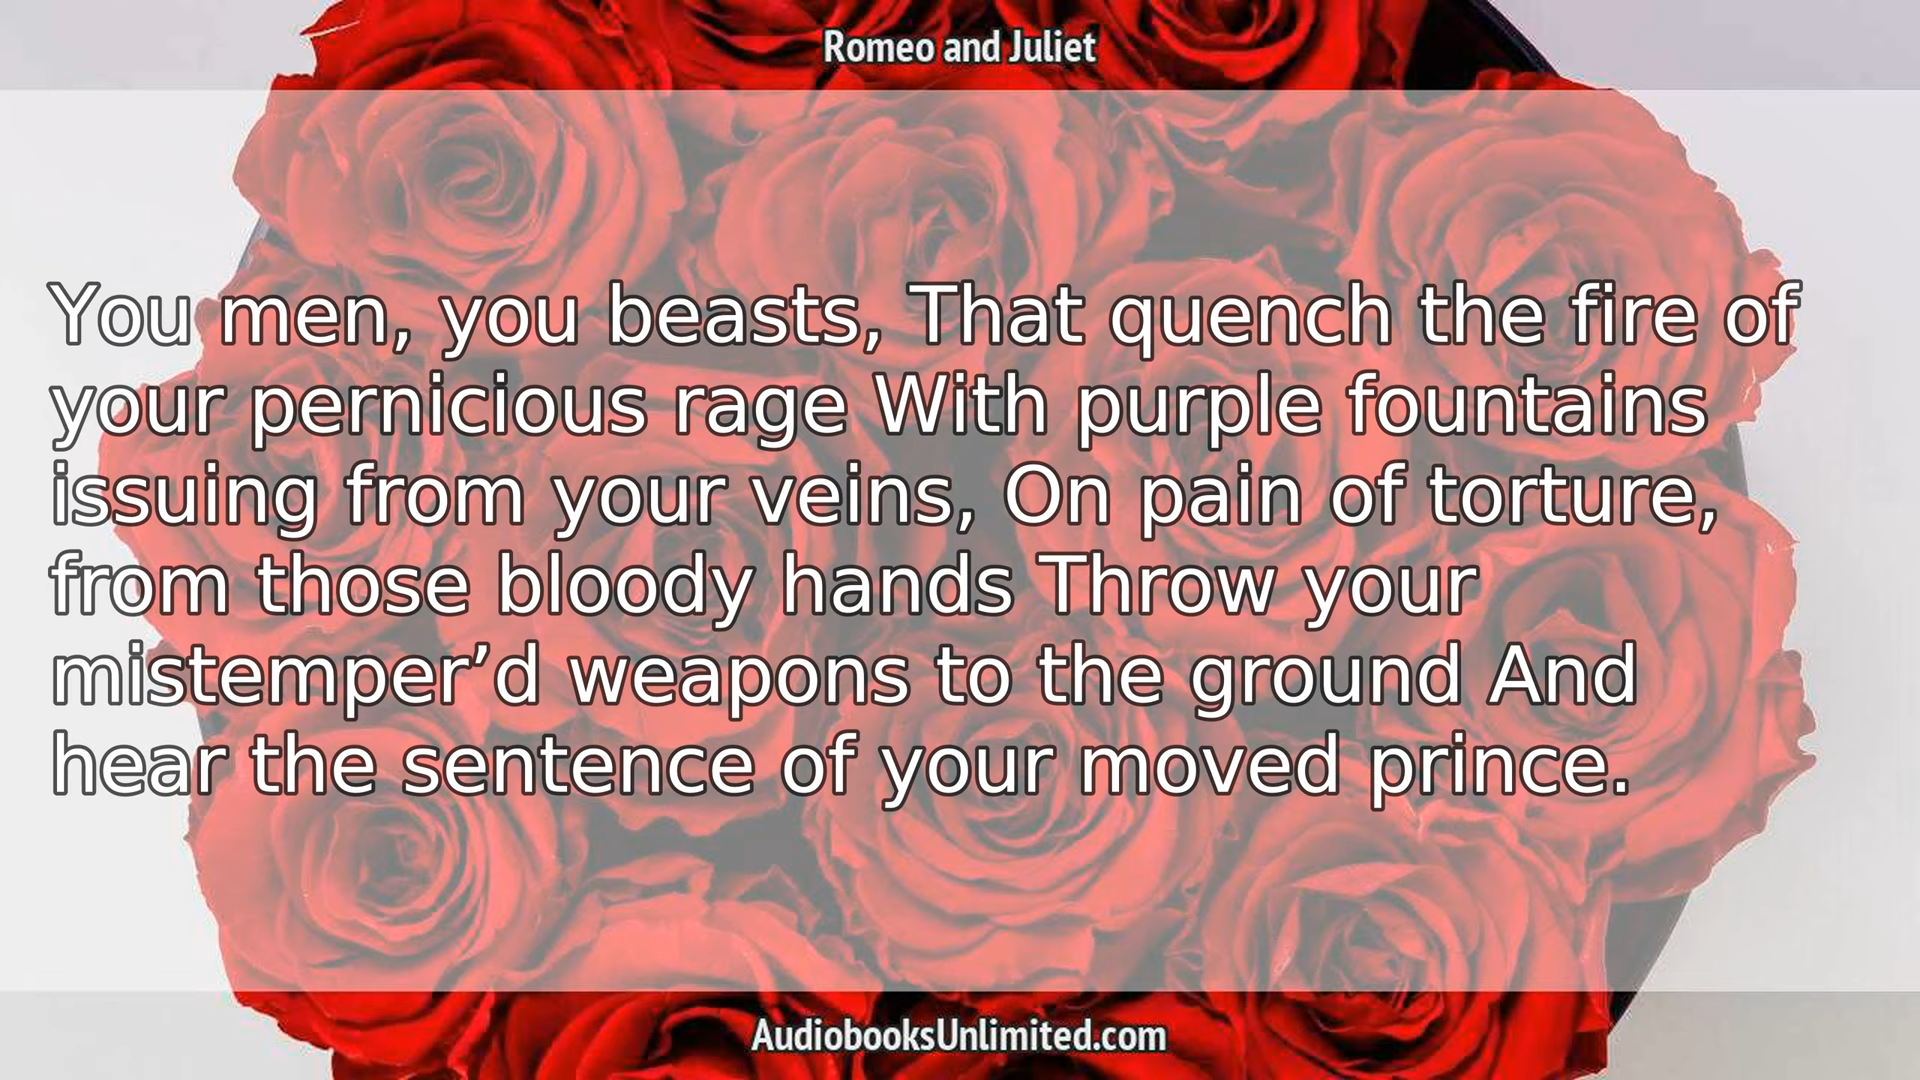 Romeo and Juliet
You men, you beasts, That quench the fire of
your pernicious rage With purple fountains
issuing from your veins, On pain of torture,
from those bloody hands Throw your
mistemper’d weapons to the ground And
hear the sentence of your moved prince.
AudiobooksUnlimited.com